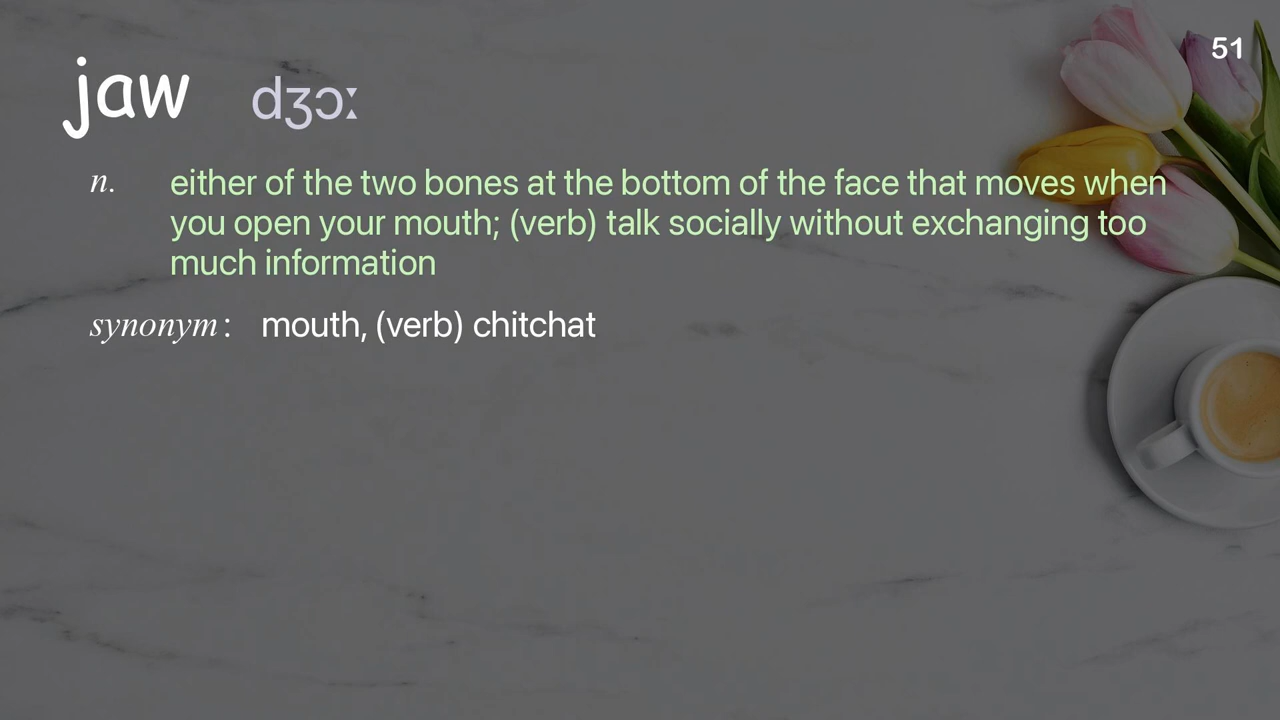 51
jaw dʒɔː
n. either of the two bones at the bottom of the face that moves when
you open your mouth; (verb) talk socially without exchanging too
much information
synonym: mouth, (verb) chitchat